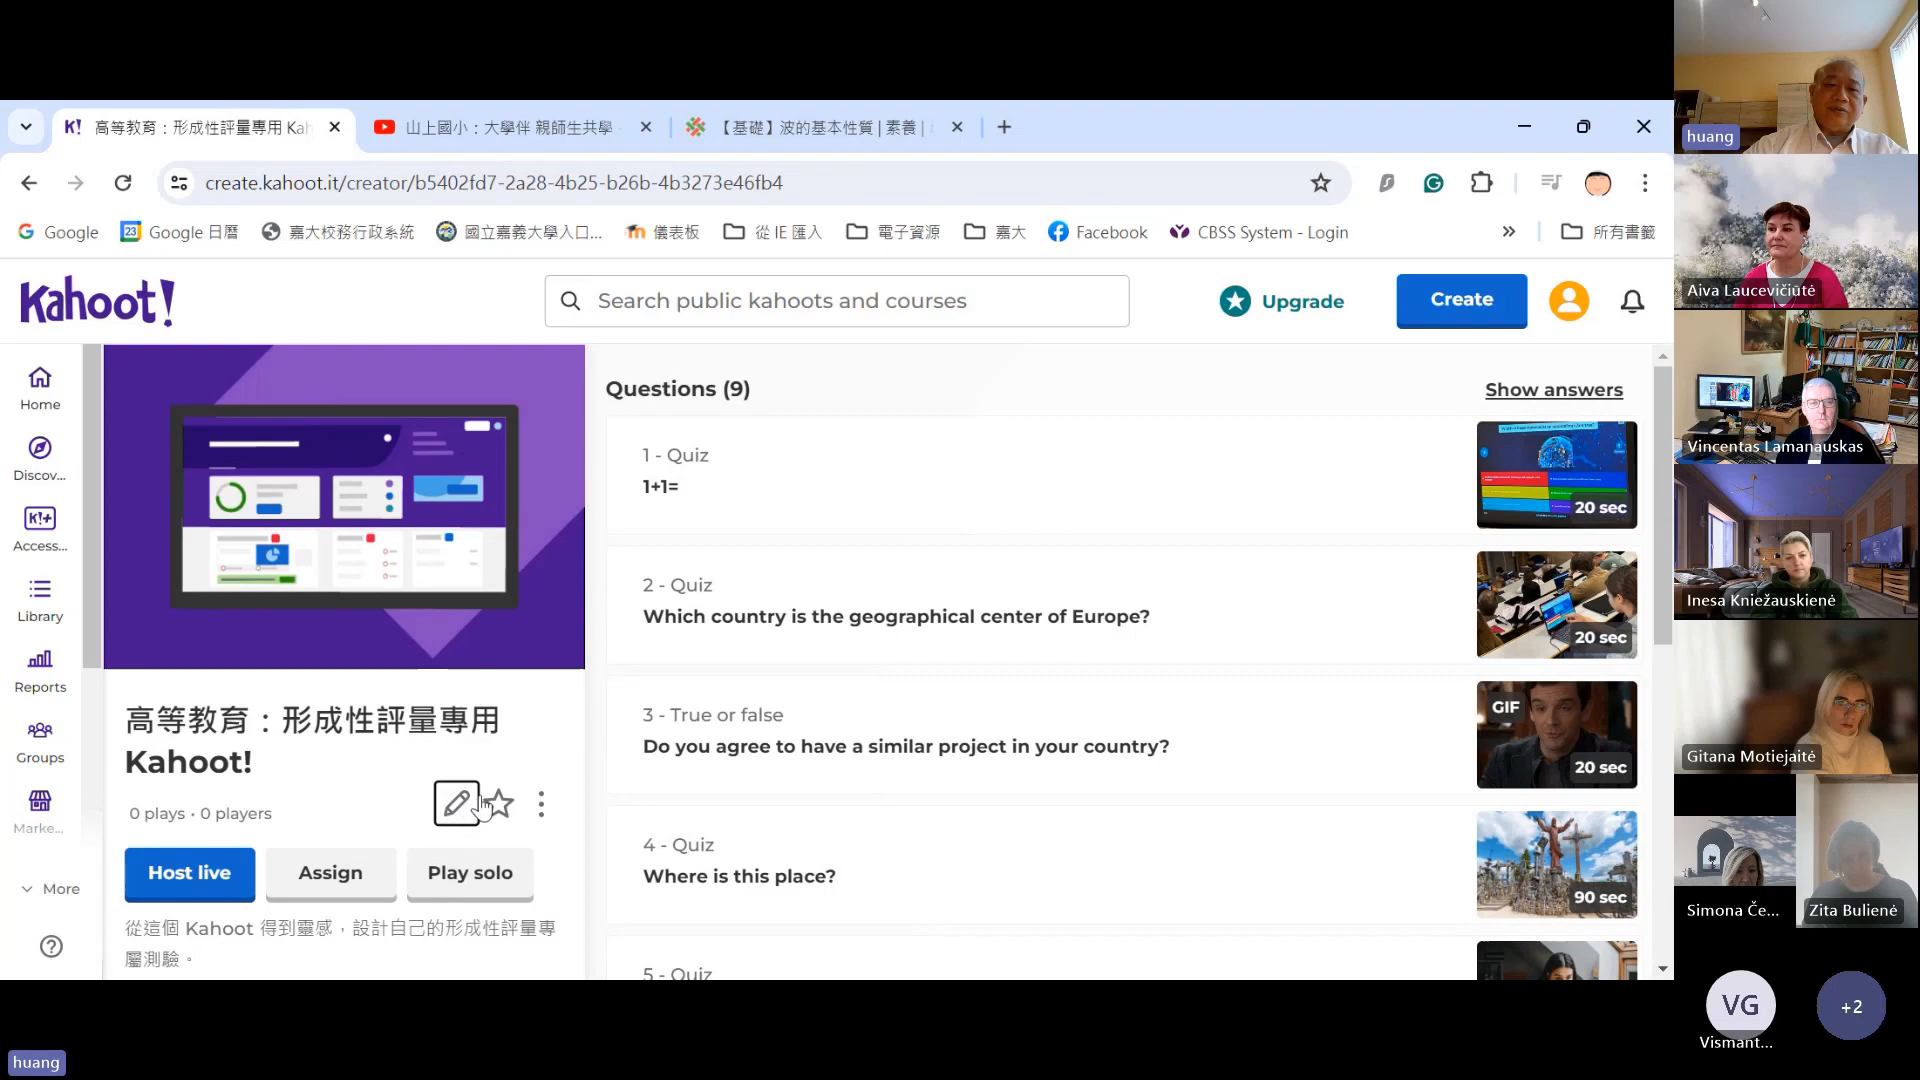 高等教育：形成性評量專用 Kah
山上國小：大學伴 親師生共學
【基礎】波的基本性質 | 素養 |
create.kahoot.it/creator/b5402fd7-2a28-4b25-b26b-4b3273e46fb4
Google
23
Google 日曆
嘉大校務行政系統
國立嘉義大學入口...
儀表板
從 IE 匯入
電子資源
嘉大
Facebook
CBSS System - Login
所有書籤
Kahoot!
Search public kahoots and courses
Upgrade
Create
Home
Discov...
K!+
Access...
Library
Reports
Groups
Marke...
More
高等教育：形成性評量專用
Kahoot!
0 plays • 0 players
Host live
Assign
Play solo
從這個 Kahoot 得到靈感，設計自己的形成性評量專
屬測驗。
Questions (9)
Show answers
1 - Quiz
1+1=
20 sec
2 - Quiz
Which country is the geographical center of Europe?
20 sec
3 - True or false
Do you agree to have a similar project in your country?
GIF
20 sec
4 - Quiz
Where is this place?
90 sec
5 - Quiz
huang
Aiva Laucevičiūtė
Vincentas Lamanauskas
Inesa Kniežauskienė
Gitana Motiejaitė
Simona Če...
Zita Bulienė
VG
Vismant...
+2
huang